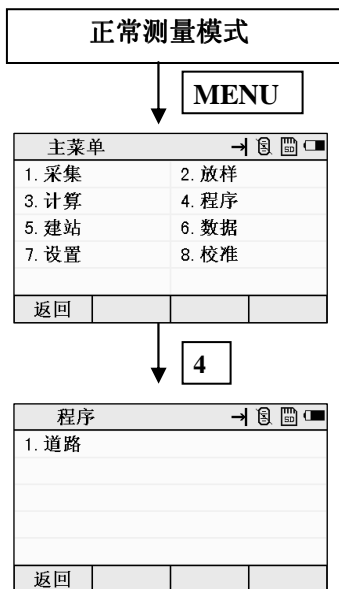 正常测量模式
MENU
主菜单
1. 采集 2. 放样
3. 计算 4. 程序
5. 建站 6. 数据
7. 设置 8. 校准
返回
4
程序
1. 道路
返回